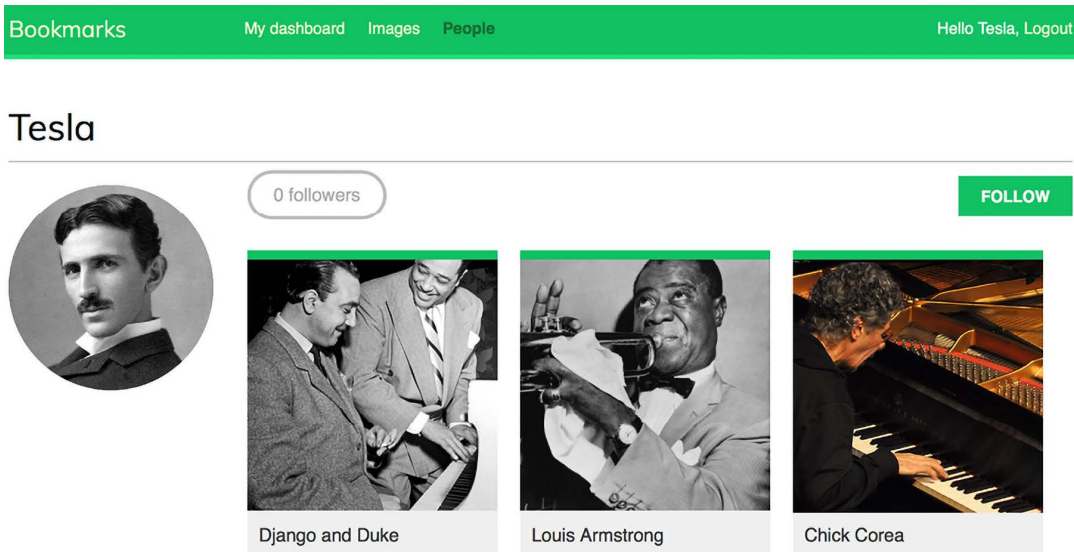 Bookmarks My dashboard Images People Hello Tesla, Logout
Tesla
0 followers FOLLOW
Django and Duke Louis Armstrong Chick Corea